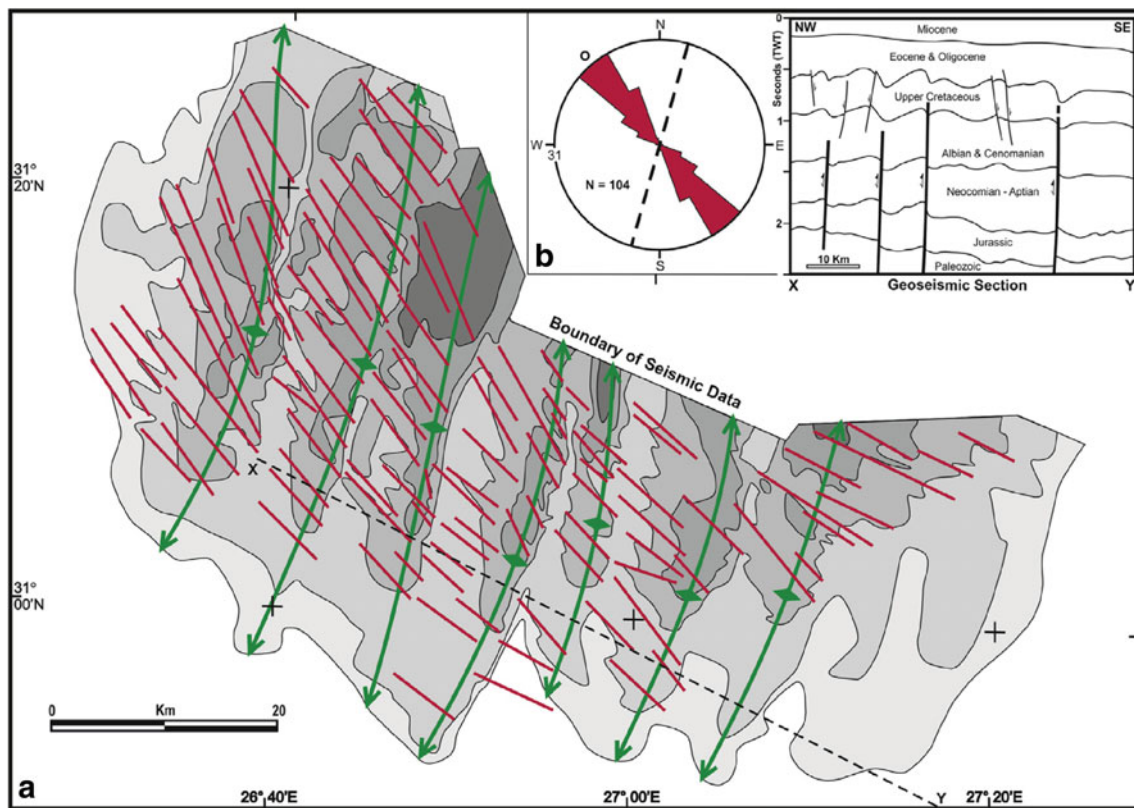 N
O
W
31
E
N = 104
S
b
NW
SE
0
1
2
Seconds (TWT)
Miocene
Eocene & Oligocene
Upper Cretaceous
Albian & Cenomanian
Neocomian - Aptian
Jurassic
Paleozoic
10 Km
X
Geoseismic Section
Y
31°
20'N
Boundary of Seismic Data
X
31°
00'N
0 Km 20
a
Y
26°40'E
27°00'E
27°20'E